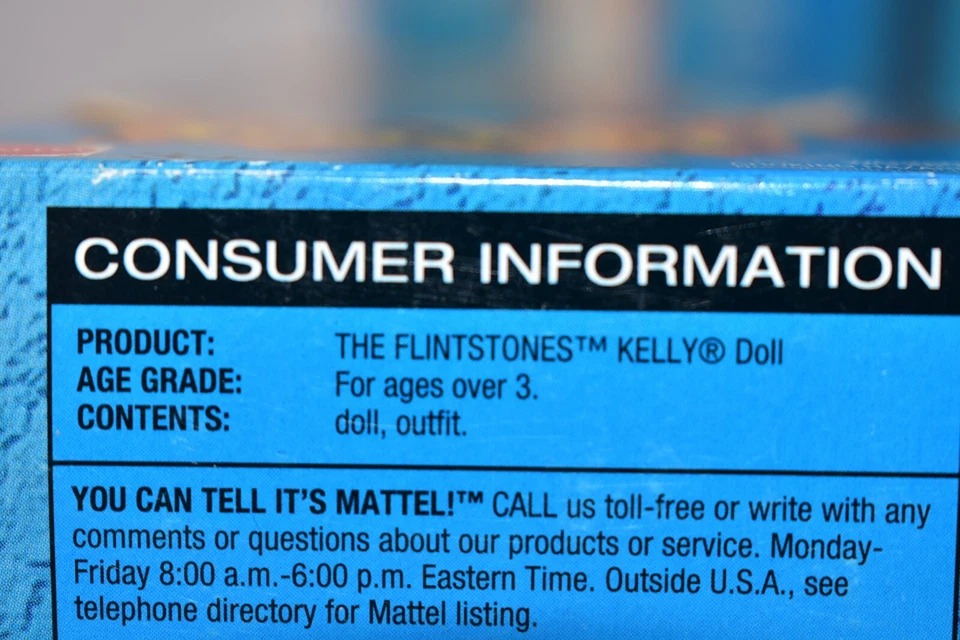 CONSUMER INFORMATION
PRODUCT: THE FLINTSTONES™ KELLY® Doll
AGE GRADE: For ages over 3.
CONTENTS: doll, outfit.
YOU CAN TELL IT'S MATTEL!™ CALL us toll-free or write with any
comments or questions about our products or service. Monday-
Friday 8:00 a.m.-6:00 p.m. Eastern Time. Outside U.S.A., see
telephone directory for Mattel listing.